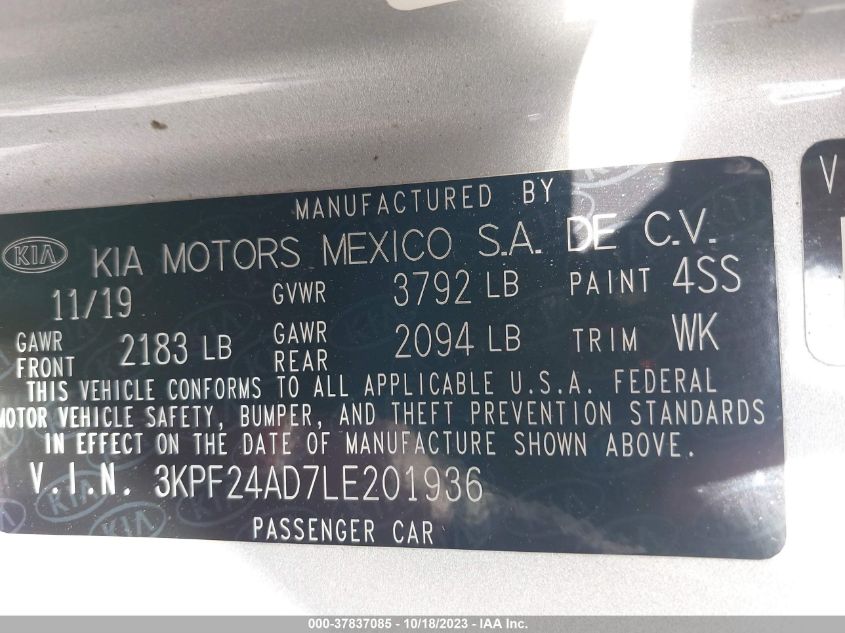 MANUFACTURED BY
KIA KIA MOTORS MEXICO S.A. DE C.V.
11/19 GVWR 3792 LB PAINT 4SS
GAWR FRONT 2183 LB GAWR REAR 2094 LB TRIM WK
THIS VEHICLE CONFORMS TO ALL APPLICABLE U.S.A. FEDERAL
MOTOR VEHICLE SAFETY, BUMPER, AND THEFT PREVENTION STANDARDS
IN EFFECT ON THE DATE OF MANUFACTURE SHOWN ABOVE.
V.I.N. 3KPF24AD7LE201936
PASSENGER CAR
V
000-37837085 - 10/18/2023 - IAA Inc.